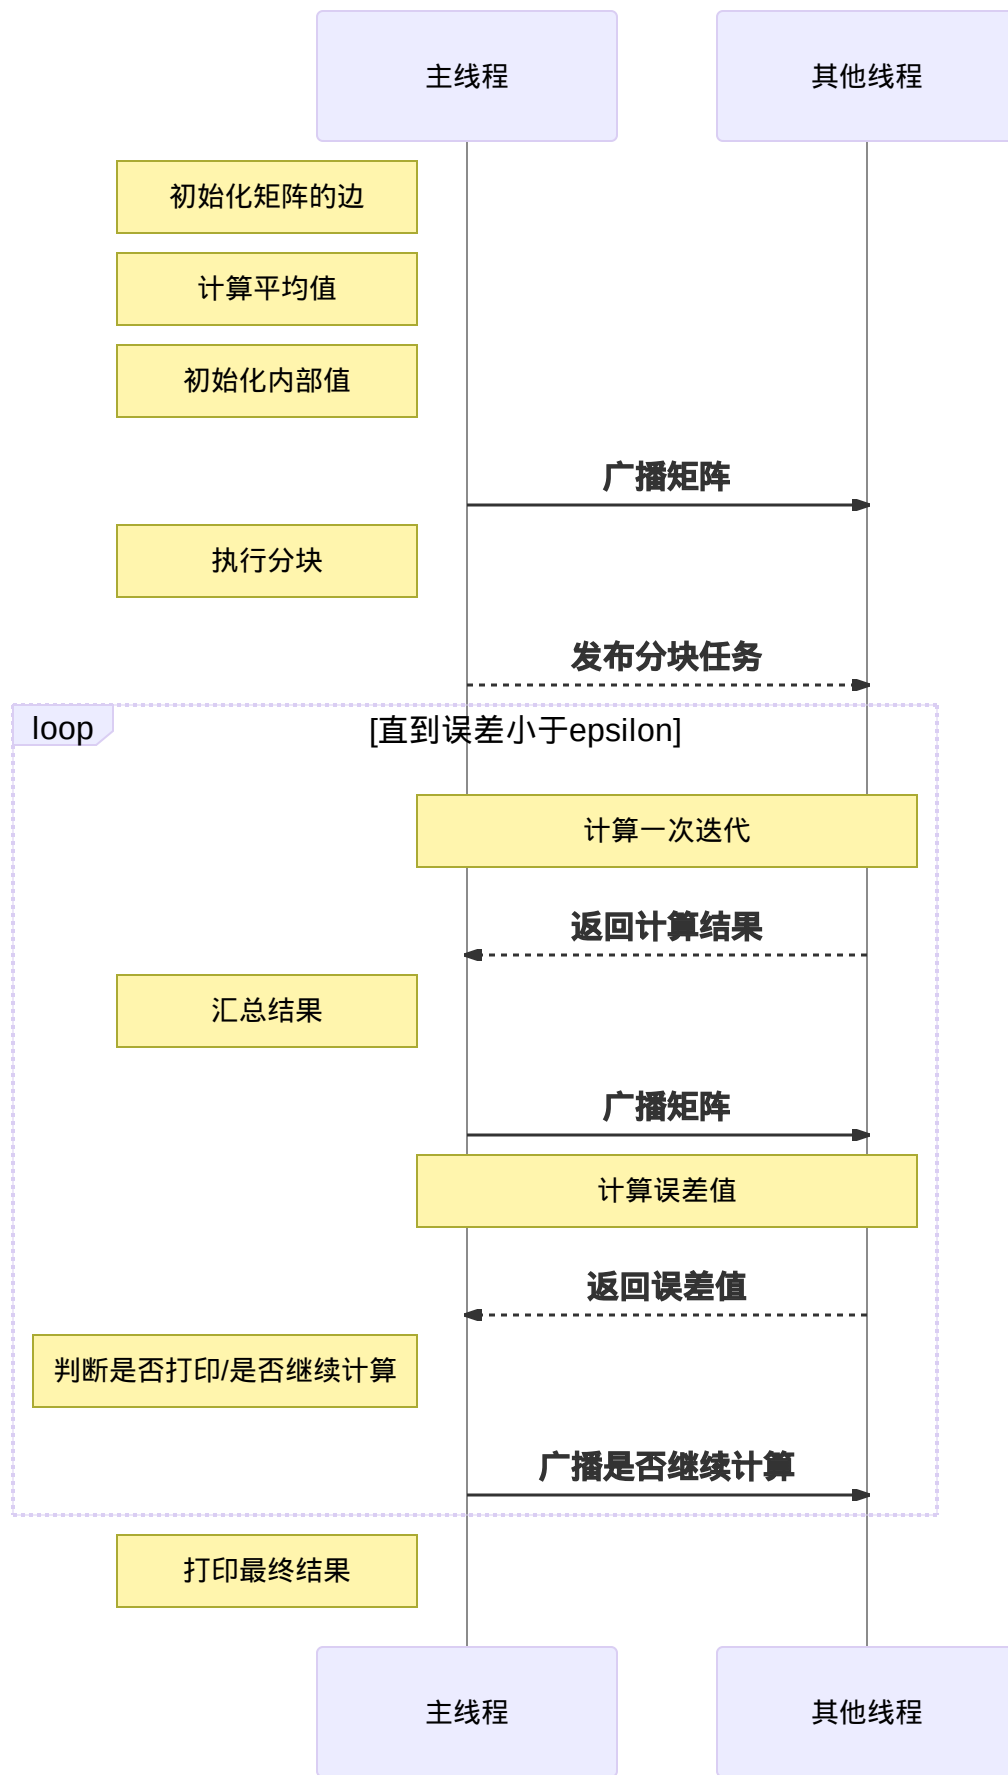 主线程
其他线程
初始化矩阵的边
计算平均值
初始化内部值
广播矩阵
执行分块
发布分块任务
loop
[直到误差小于epsilon]
计算一次迭代
返回计算结果
汇总结果
广播矩阵
计算误差值
返回误差值
判断是否打印/是否继续计算
广播是否继续计算
打印最终结果
主线程
其他线程